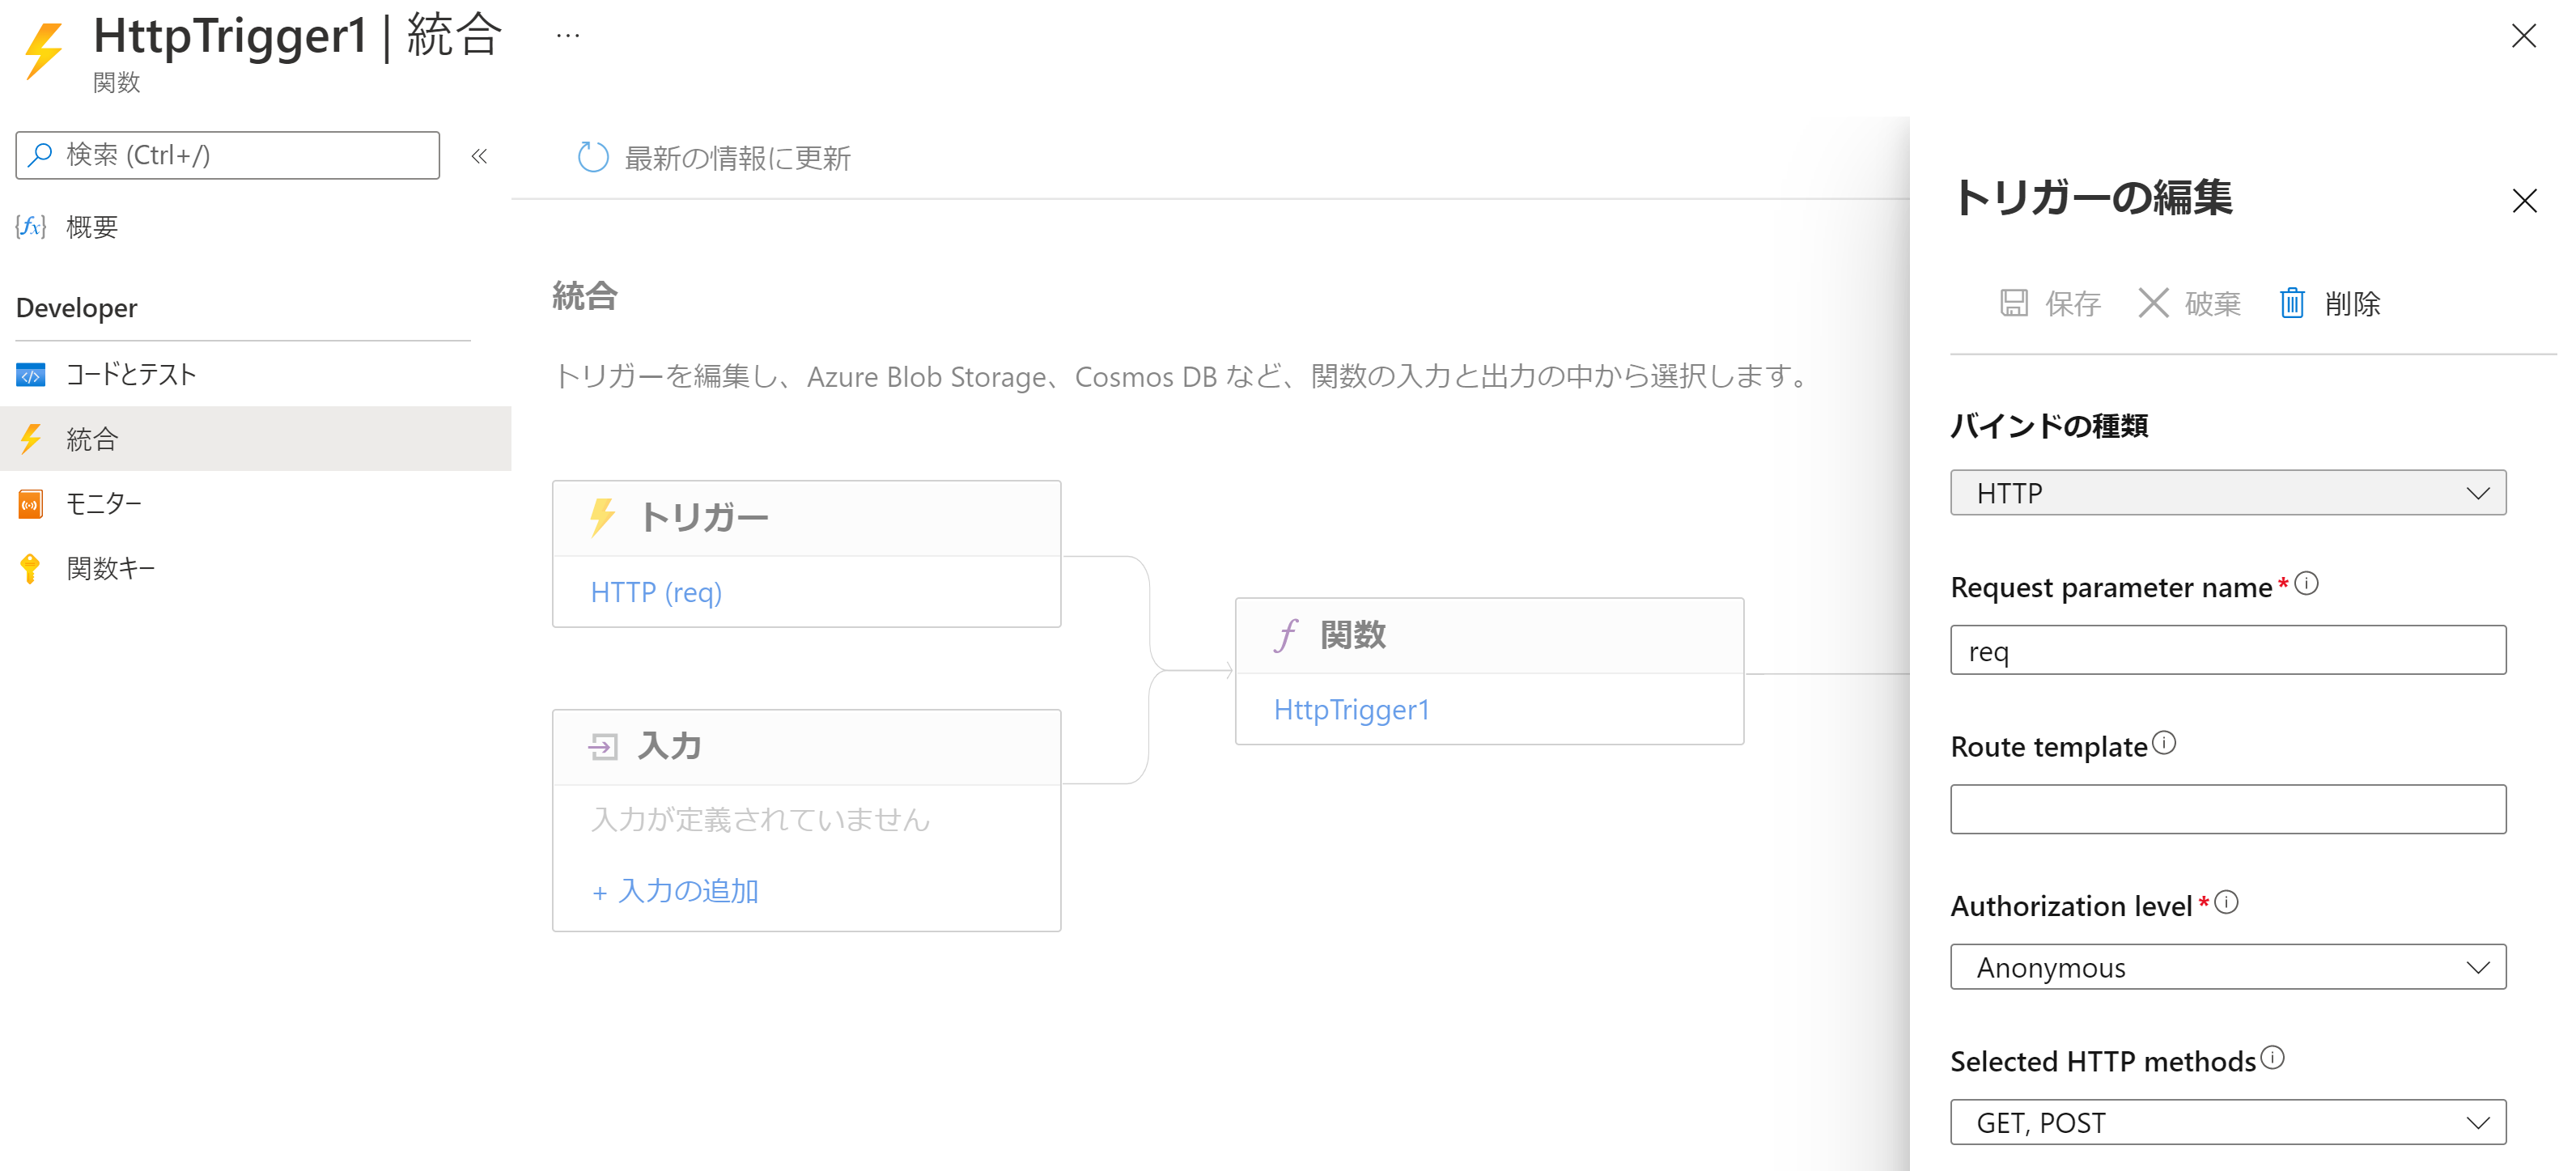 HttpTrigger1 | 統合 …
関数
検索 (Ctrl+/)
«
概要
Developer
コードとテスト
統合
モニター
関数キー
最新の情報に更新
統合
トリガーを編集し、Azure Blob Storage、Cosmos DB など、関数の入力と出力の中から選択します。
トリガー
HTTP (req)
入力
入力が定義されていません
+ 入力の追加
関数
HttpTrigger1
トリガーの編集
保存 破棄 削除
バインドの種類
HTTP
Request parameter name *
req
Route template
Authorization level *
Anonymous
Selected HTTP methods
GET, POST